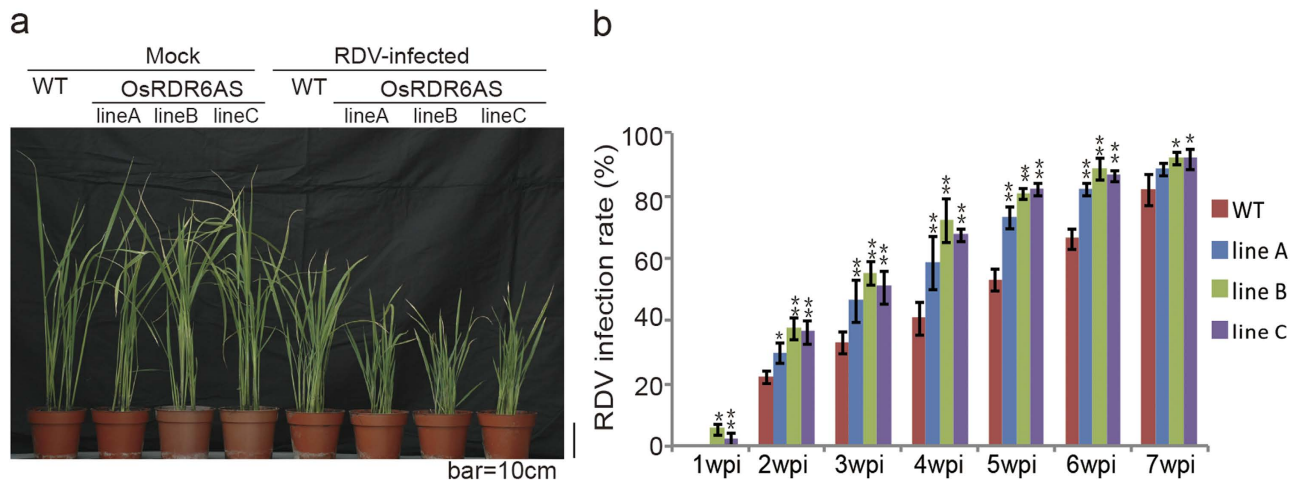 a
Mock
RDV-infected
WT
OsRDR6AS
WT
OsRDR6AS
lineA lineB lineC
lineA lineB lineC
bar=10cm
b
RDV infection rate (%)
100
80
60
40
20
0
* **
* ** **
** ** **
** ** **
** ** **
** ** **
* *
1wpi 2wpi 3wpi 4wpi 5wpi 6wpi 7wpi
WT
line A
line B
line C